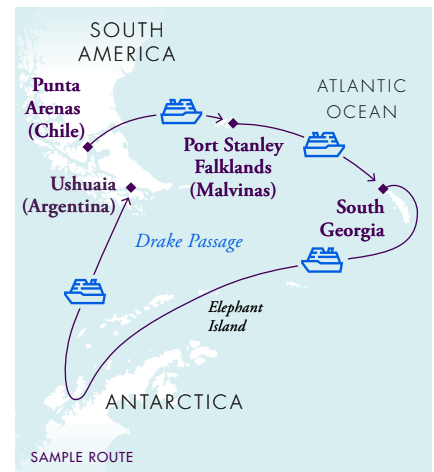 SOUTH
AMERICA
Punta
Arenas
(Chile)
ATLANTIC
OCEAN
Port Stanley
Falklands
(Malvinas)
Ushuaia
(Argentina)
South
Georgia
Drake Passage
Elephant
Island
ANTARCTICA
SAMPLE ROUTE